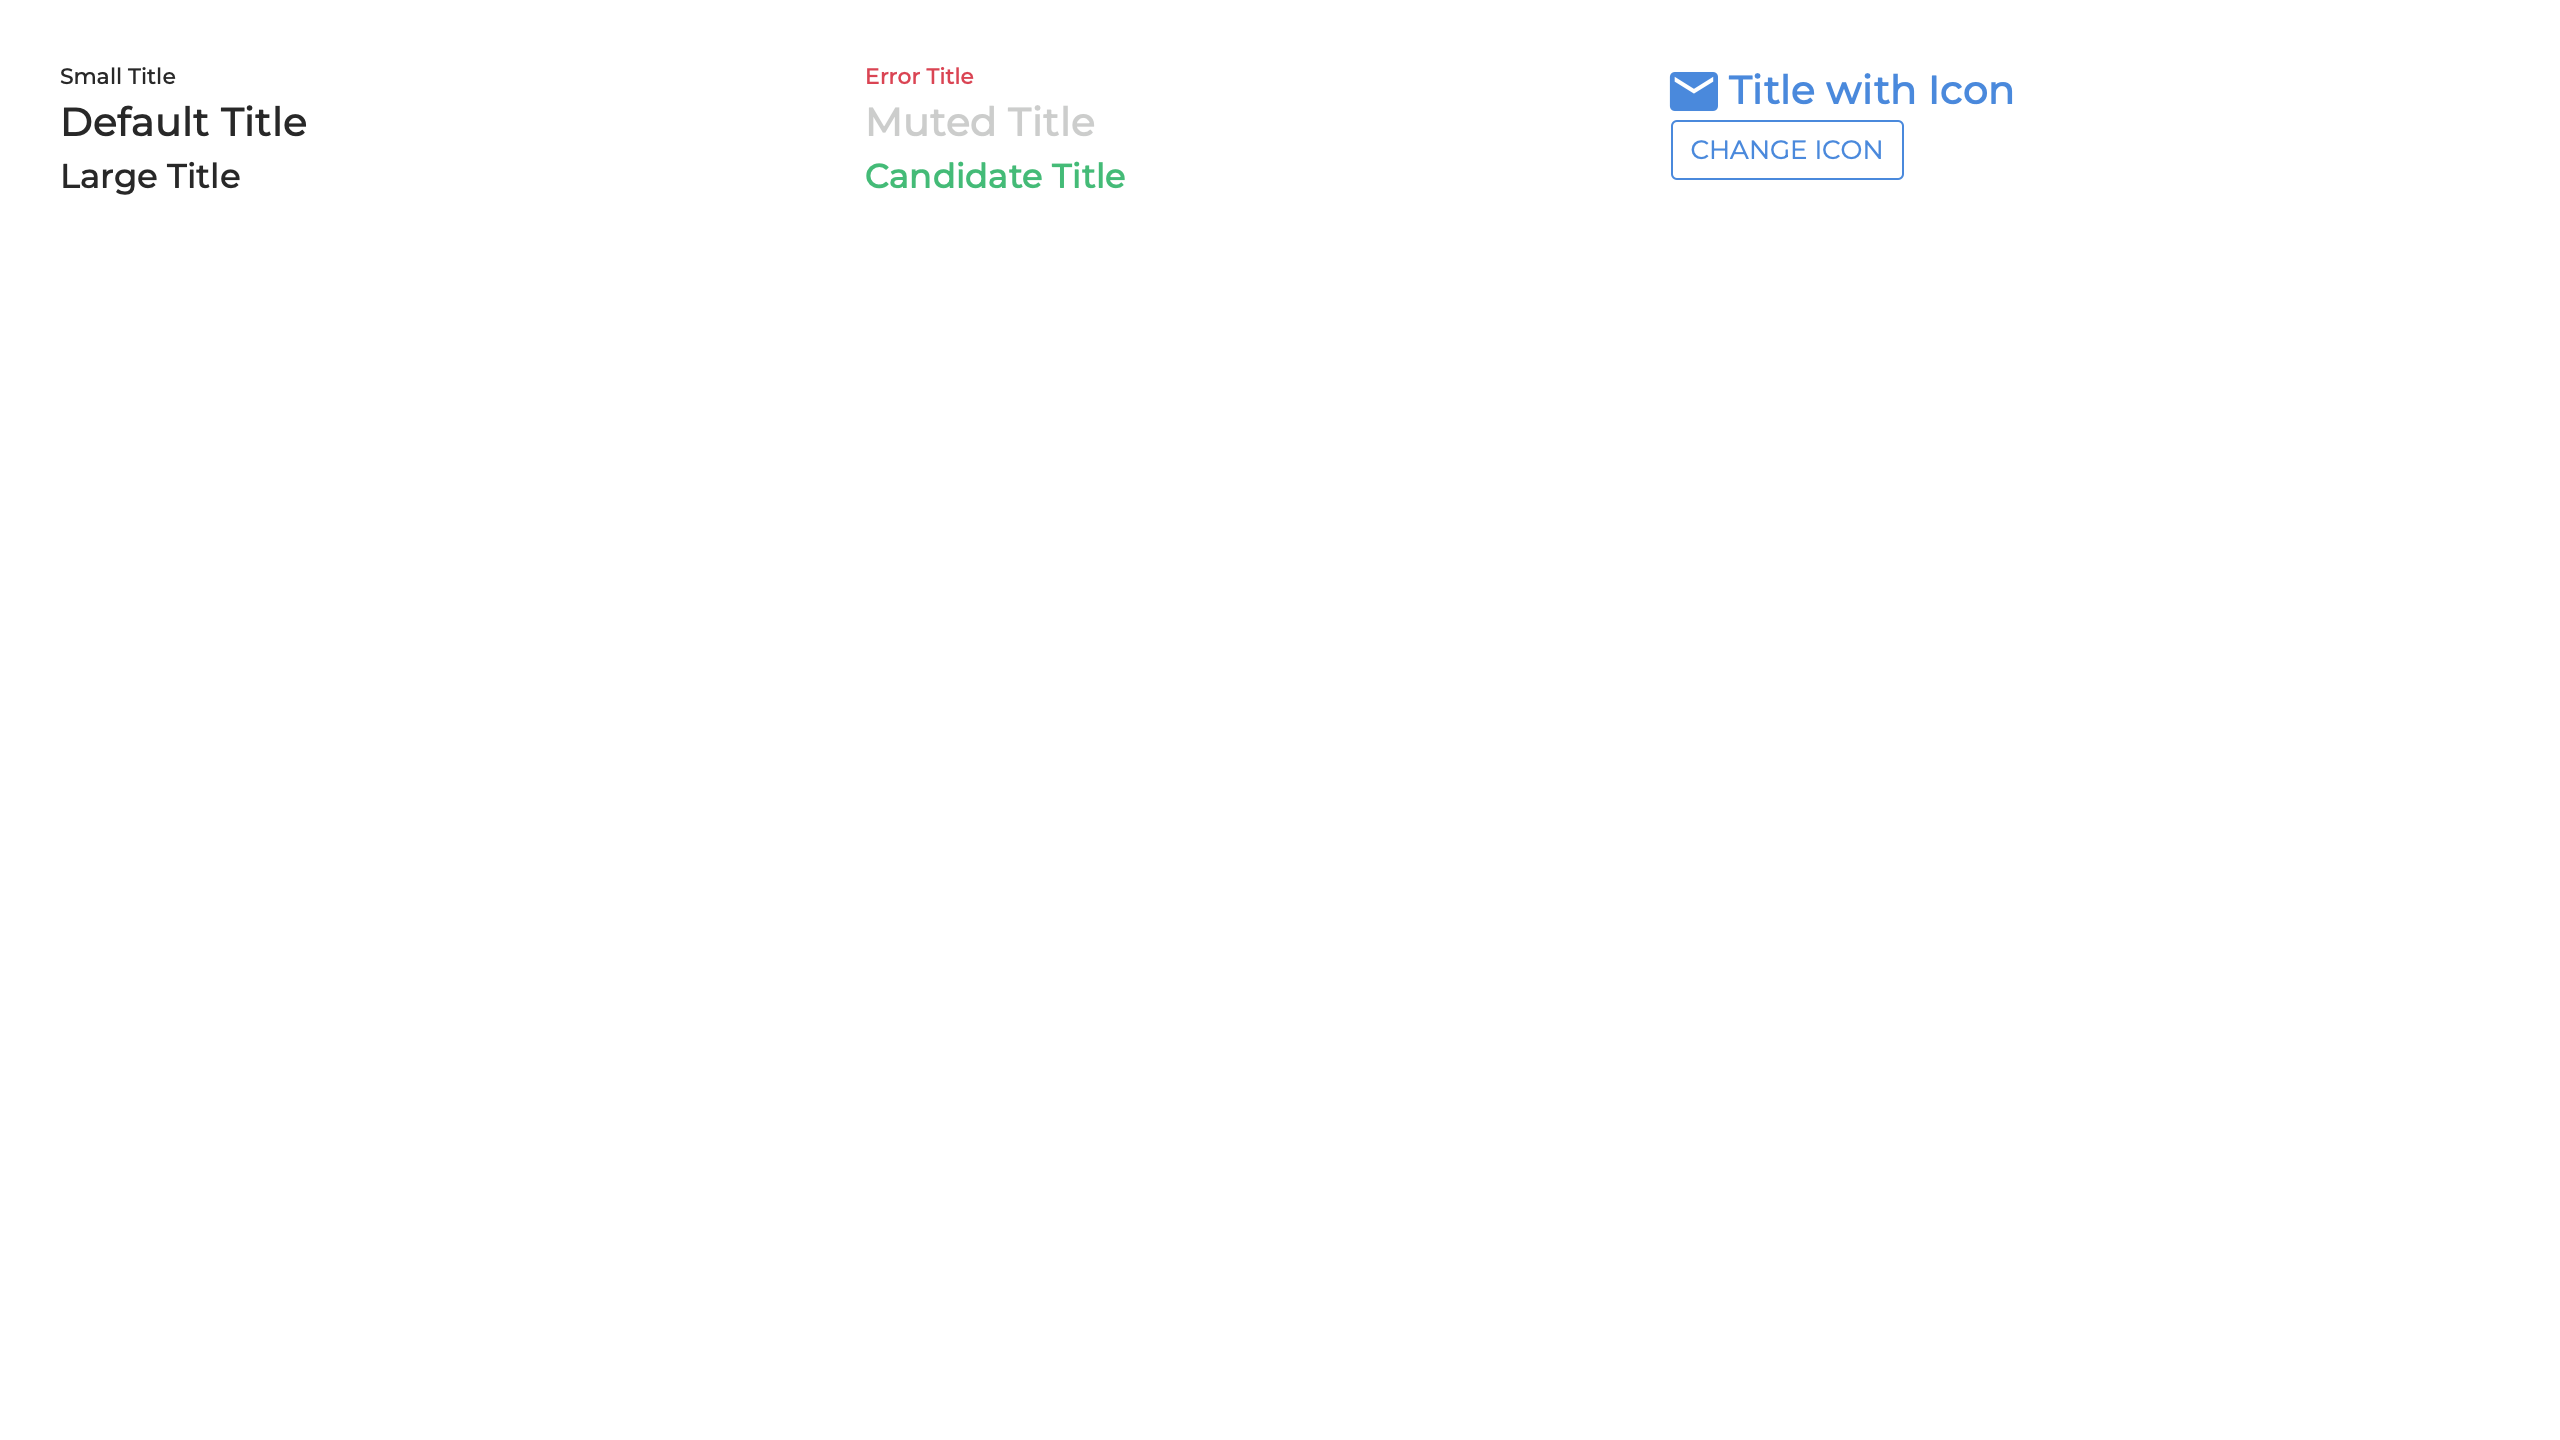 Small Title
Default Title
Large Title
Error Title
Muted Title
Candidate Title
Title with Icon
CHANGE ICON